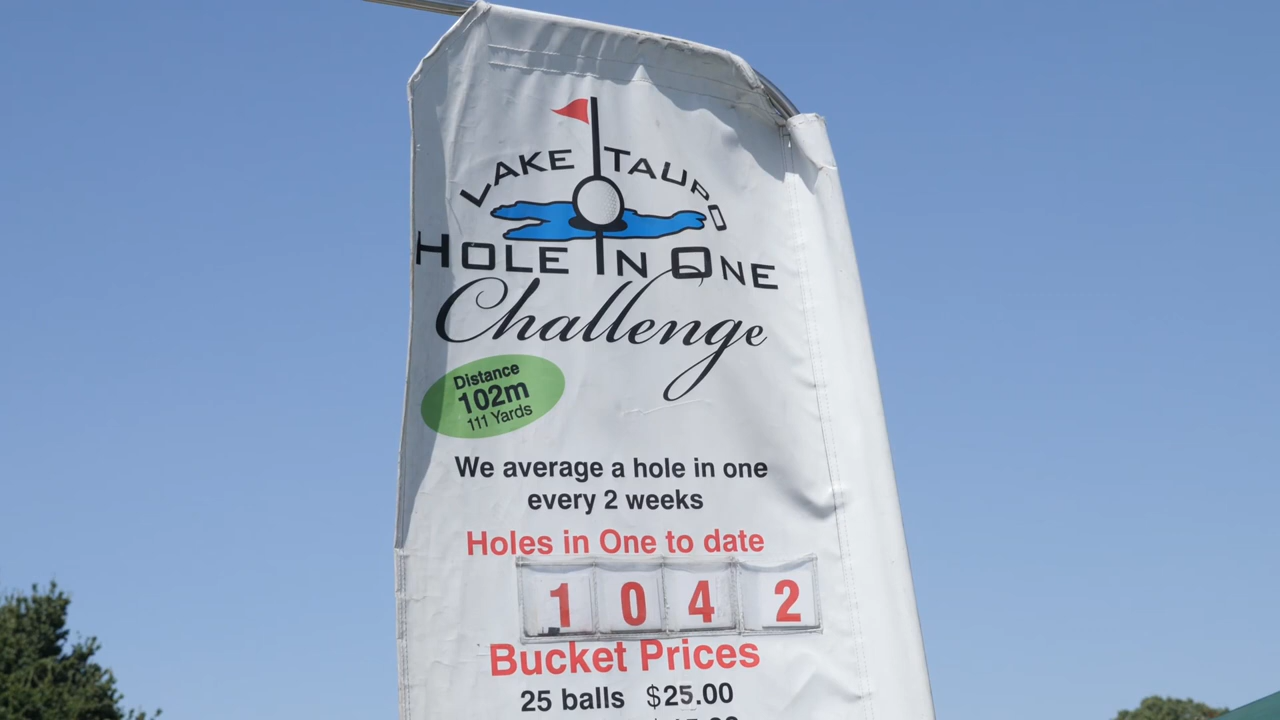 LAKE TAUPO
HOLE IN ONE
Challenge
Distance
102m
111 Yards
We average a hole in one
every 2 weeks
Holes in One to date
1 0 4 2
Bucket Prices
25 balls $25.00